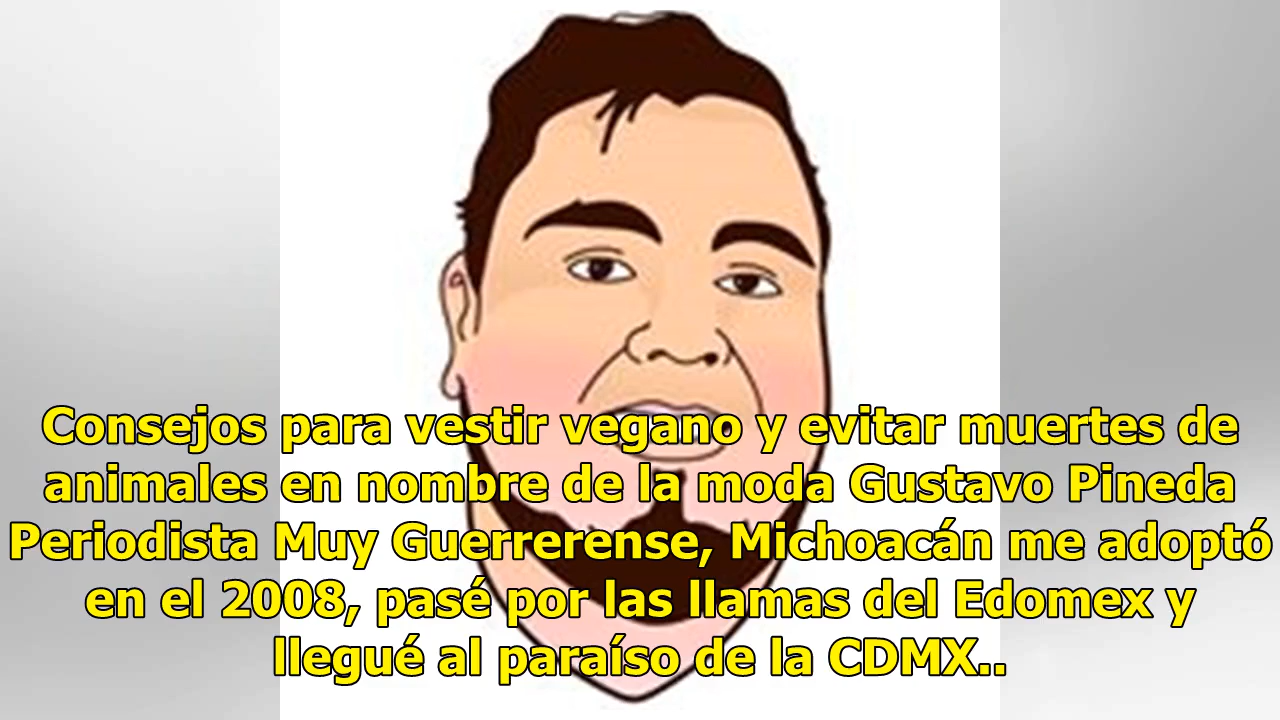 Consejos para vestir vegano y evitar muertes de
animales en nombre de la moda Gustavo Pineda
Periodista Muy Guerrerense, Michoacán me adoptó
en el 2008, pasé por las llamas del Edomex y
llegué al paraíso de la CDMX..